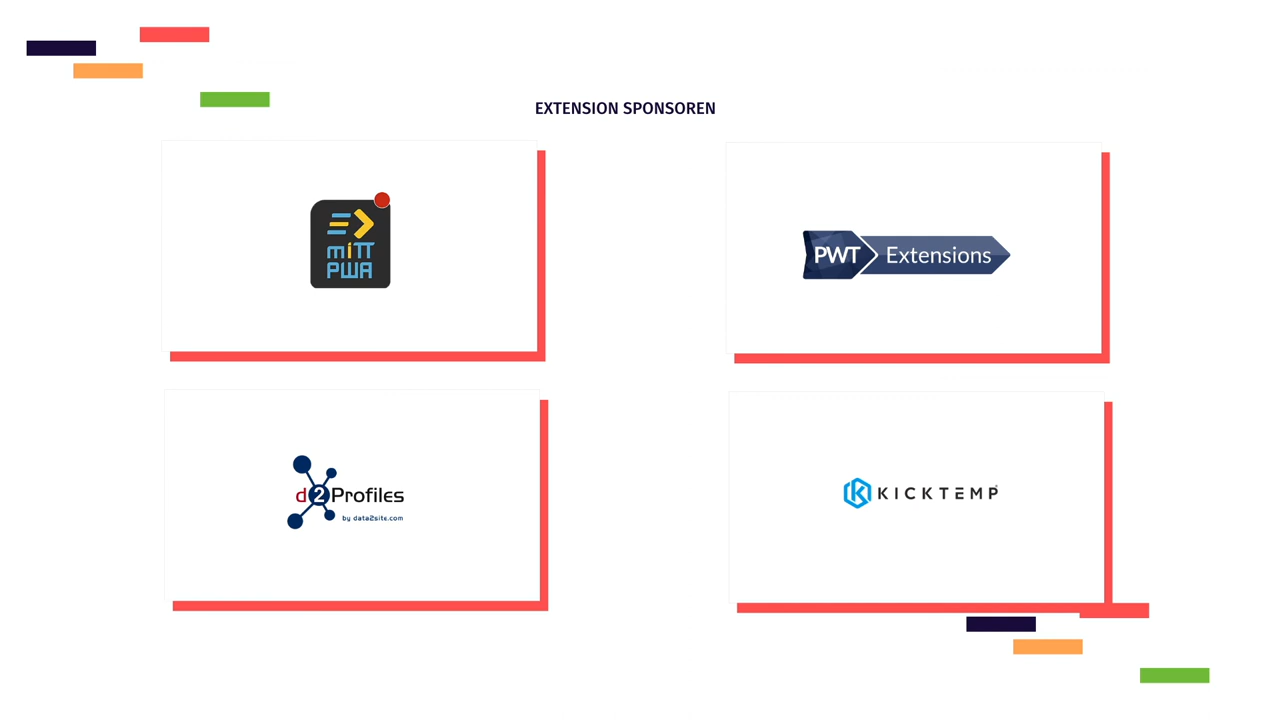 EXTENSION SPONSOREN
miTT
PWA
PWT Extensions
d2Profiles
by data2site.com
KICKTEMP